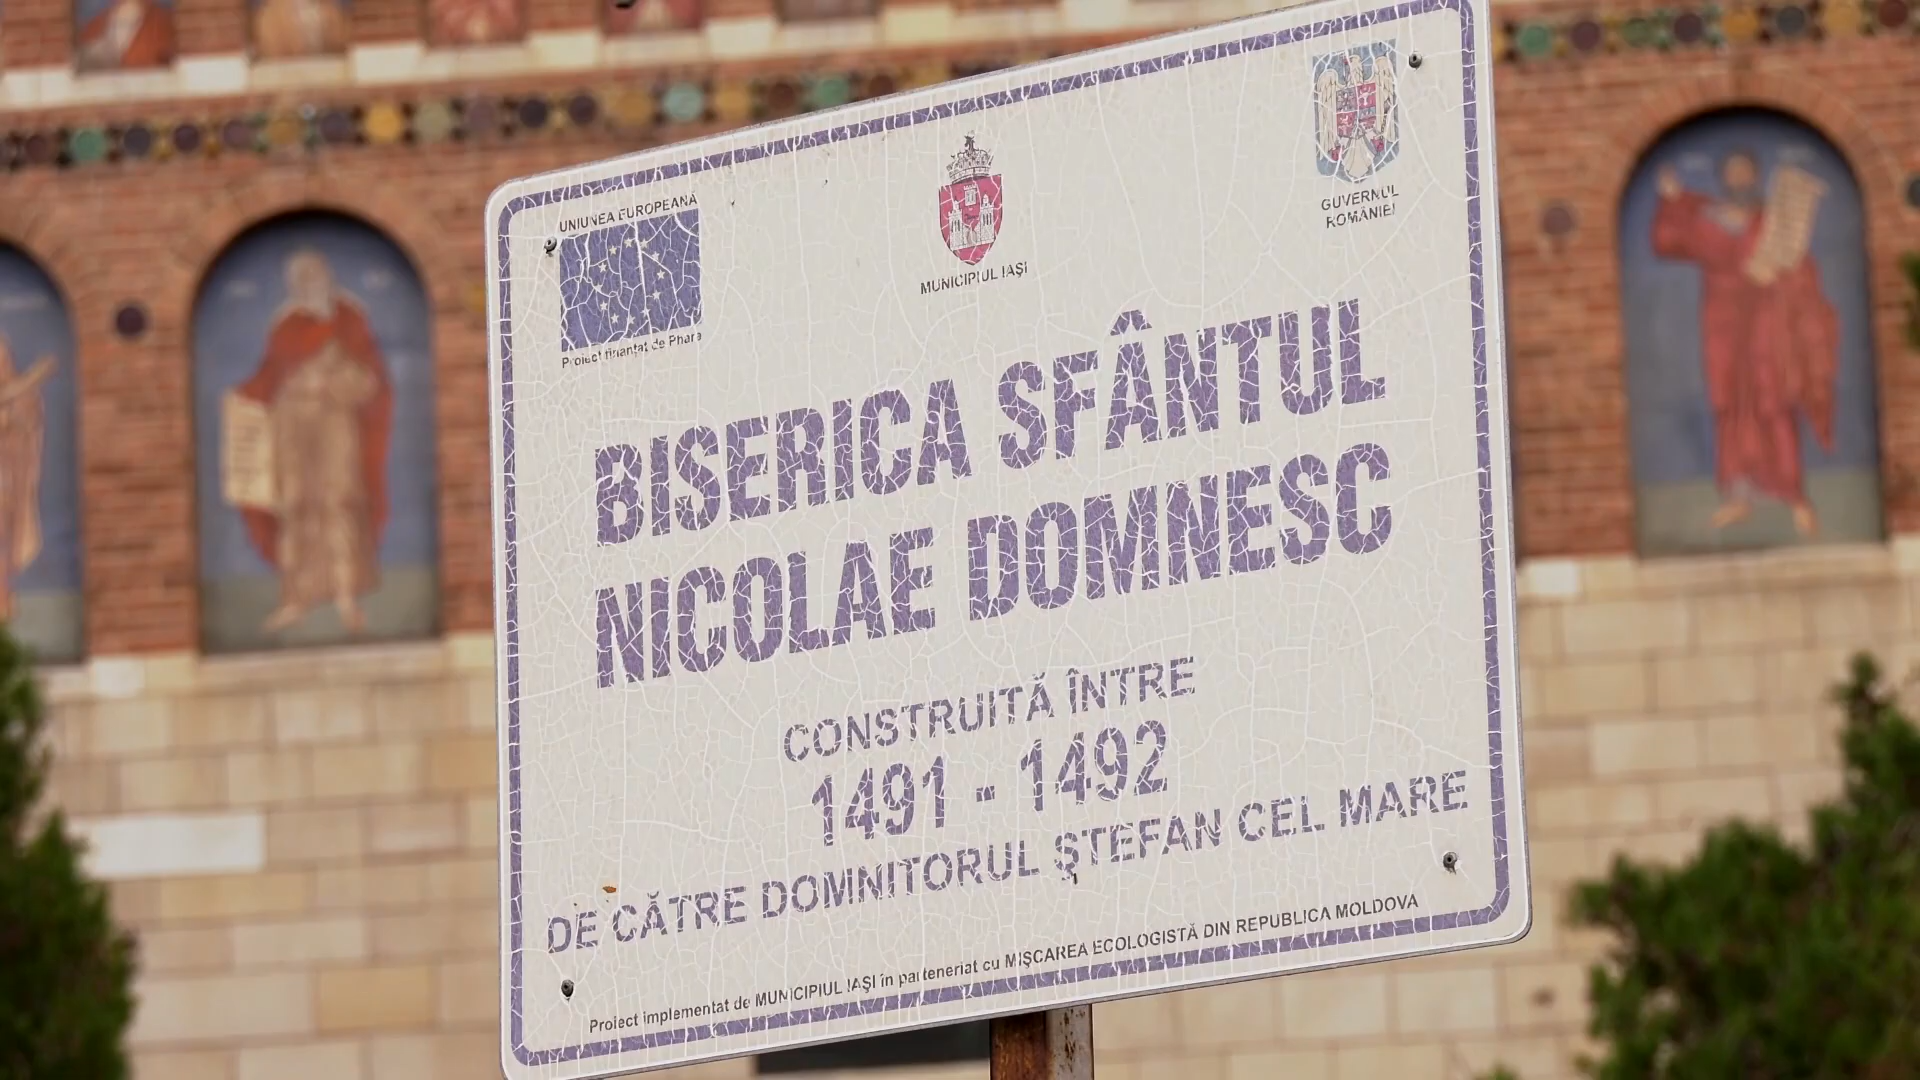 UNIUNEA EUROPEANĂ
Proiect finanţat de Phare
MUNICIPIUL IAŞI
GUVERNUL
ROMÂNIEI
BISERICA SFÂNTUL
NICOLAE DOMNESC
CONSTRUITĂ ÎNTRE
1491 - 1492
DE CĂTRE DOMNITORUL ŞTEFAN CEL MARE
Proiect implementat de MUNICIPIUL IAŞI în parteneriat cu MIŞCAREA ECOLOGISTĂ DIN REPUBLICA MOLDOVA